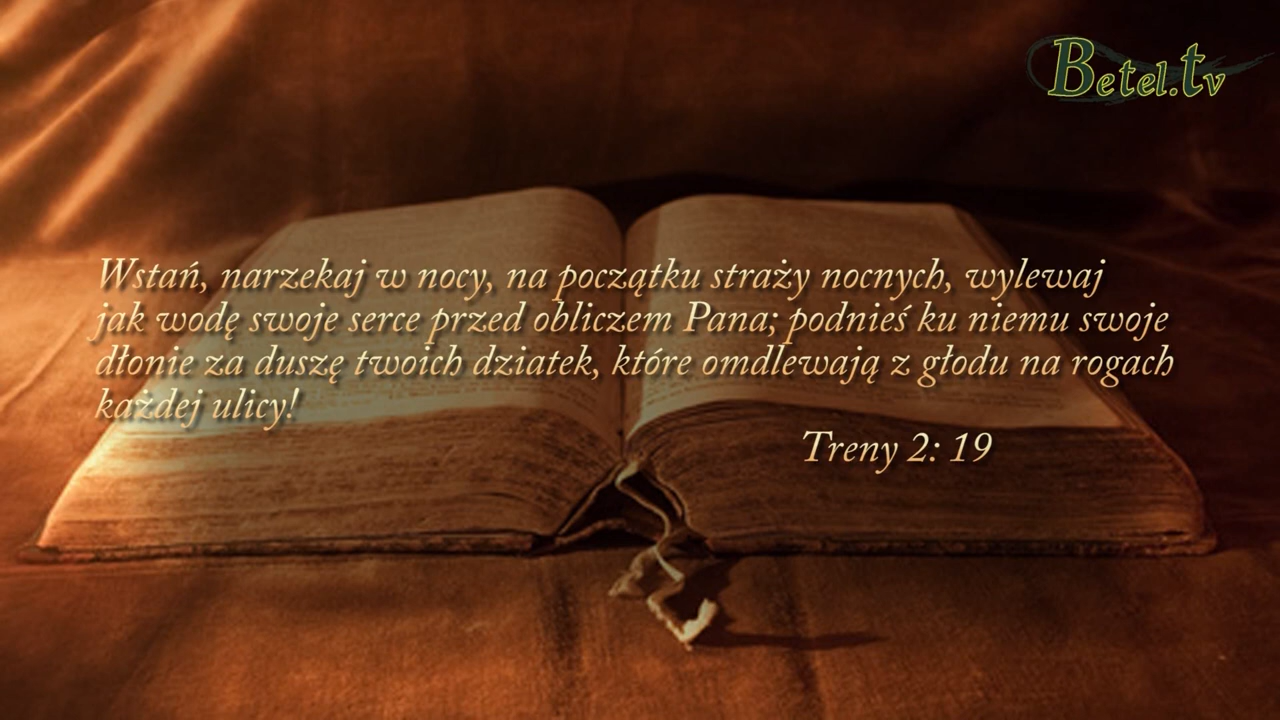 Betel.tv
Wstań, narzekaj w nocy, na początku straży nocnych, wylewaj
jak wodę swoje serce przed obliczem Pana; podnieś ku niemu swoje
dłonie za duszę twoich dziatek, które omdlewają z głodu na rogach
każdej ulicy!
Treny 2: 19